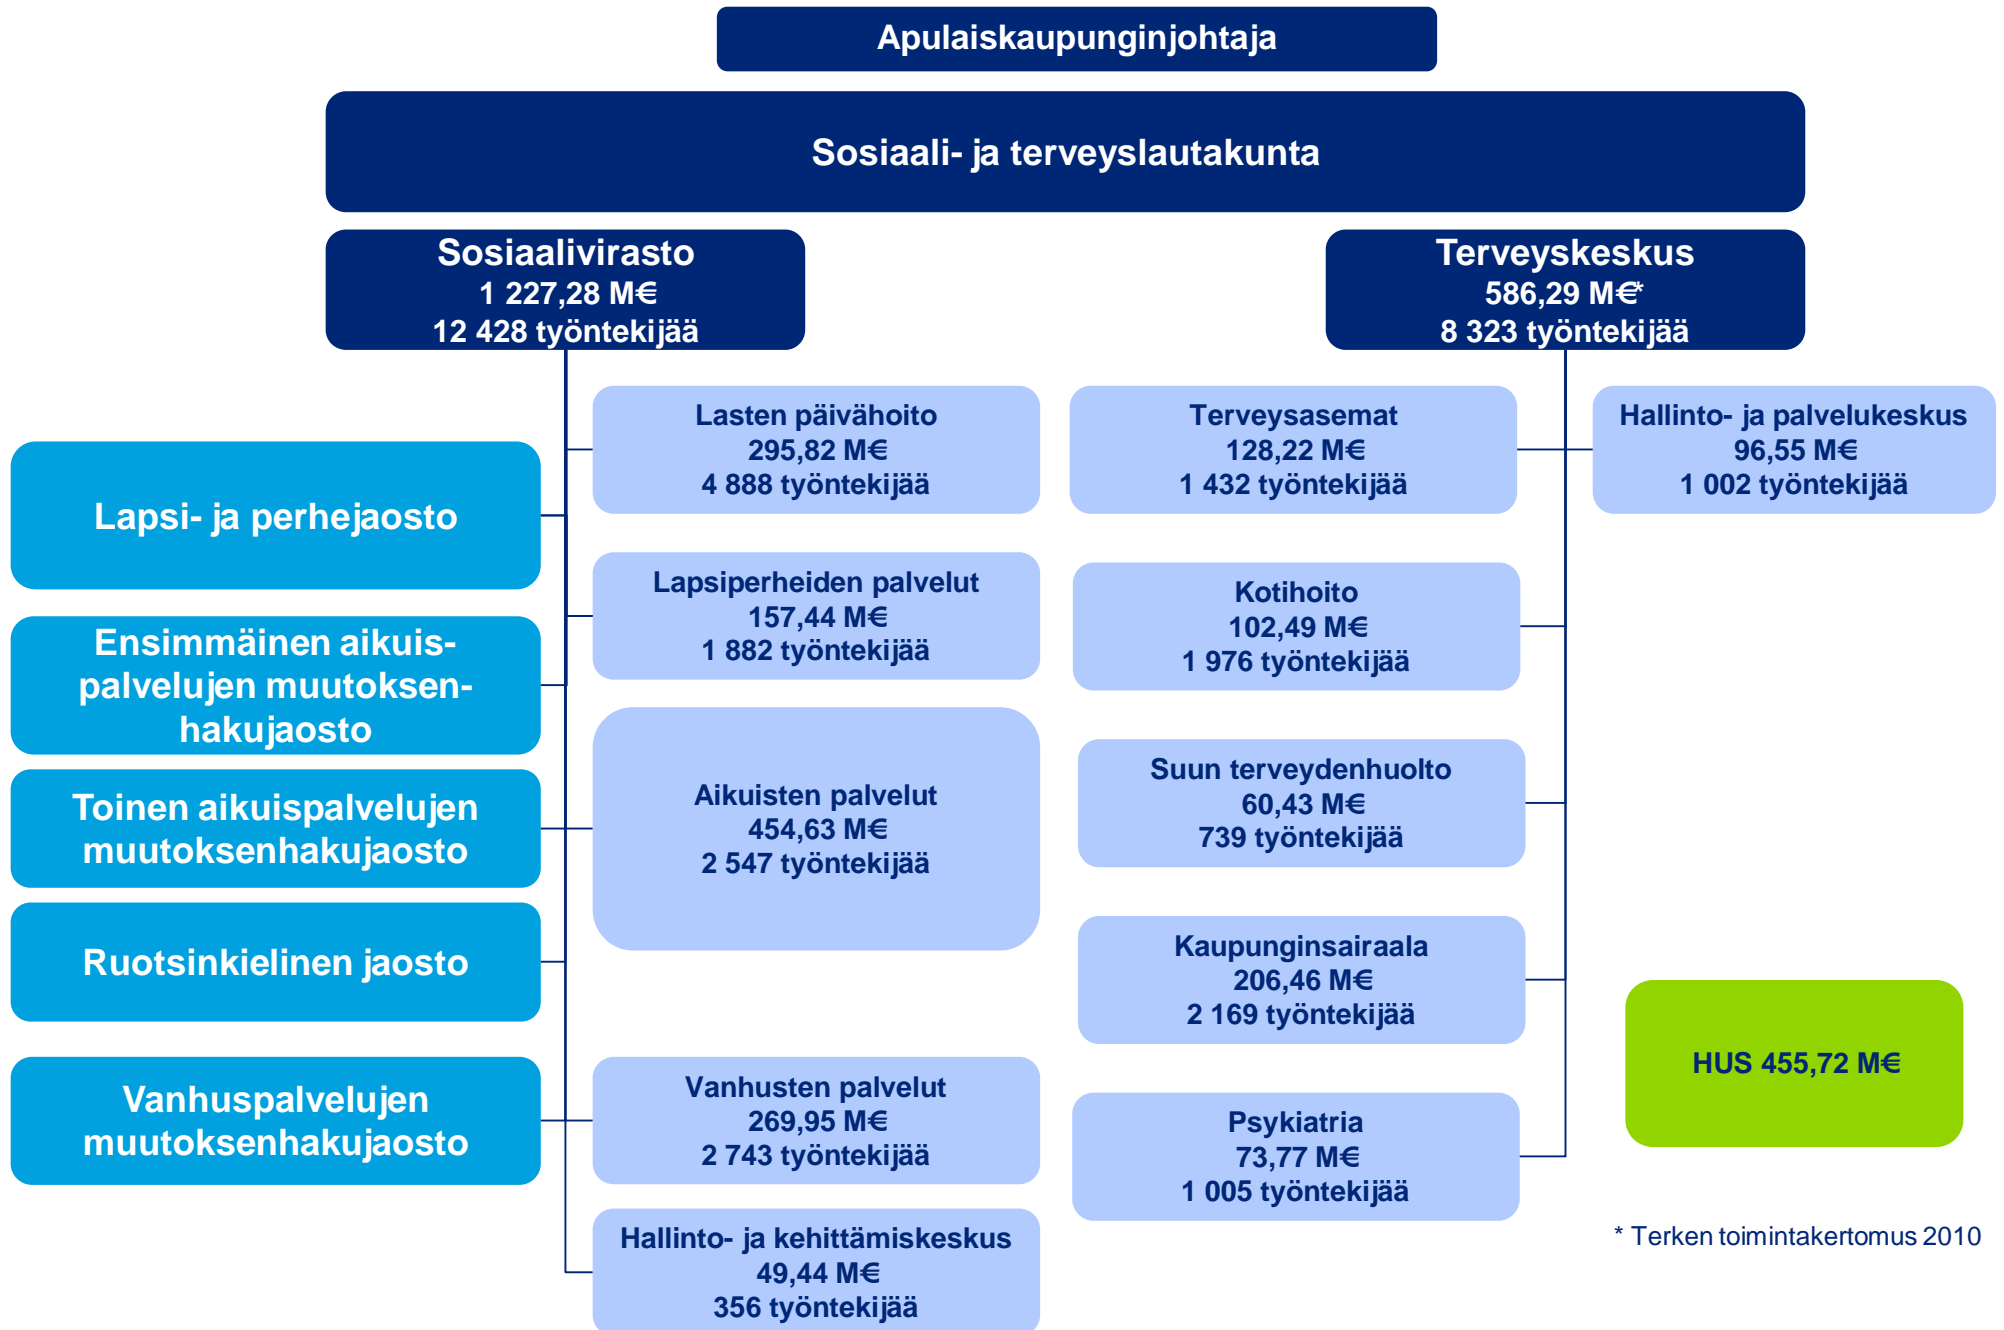 Apulaiskaupunginjohtaja
Sosiaali- ja terveyslautakunta
Sosiaalivirasto
1 227,28 M€
12 428 työntekijää
Terveyskeskus
586,29 M€*
8 323 työntekijää
Lapsi- ja perhejaosto
Ensimmäinen aikuis-
palvelujen muutoksen-
hakujaosto
Toinen aikuispalvelujen
muutoksenhakujaosto
Ruotsinkielinen jaosto
Vanhuspalvelujen
muutoksenhakujaosto
Lasten päivähoito
295,82 M€
4 888 työntekijää
Lapsiperheiden palvelut
157,44 M€
1 882 työntekijää
Aikuisten palvelut
454,63 M€
2 547 työntekijää
Vanhusten palvelut
269,95 M€
2 743 työntekijää
Hallinto- ja kehittämiskeskus
49,44 M€
356 työntekijää
Terveysasemat
128,22 M€
1 432 työntekijää
Kotihoito
102,49 M€
1 976 työntekijää
Suun terveydenhuolto
60,43 M€
739 työntekijää
Kaupunginsairaala
206,46 M€
2 169 työntekijää
Psykiatria
73,77 M€
1 005 työntekijää
Hallinto- ja palvelukeskus
96,55 M€
1 002 työntekijää
HUS 455,72 M€
* Terken toimintakertomus 2010